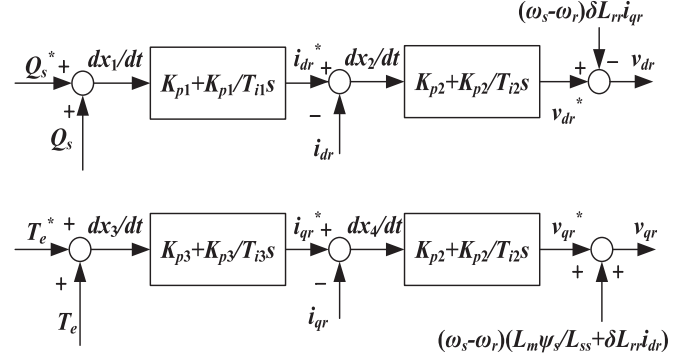 (ωs-ωr)δLrriqr
Qs* + dx1/dt Kp1+Kp1/Ti1s idr* + dx2/dt Kp2+Kp2/Ti2s + − vdr
+ − vdr*
Qs idr
Te* + dx3/dt Kp3+Kp3/Ti3s iqr* + dx4/dt Kp2+Kp2/Ti2s vqr* + vqr
+ − + +
Te iqr
(ωs-ωr)(Lmψs/Lss+δLrridr)